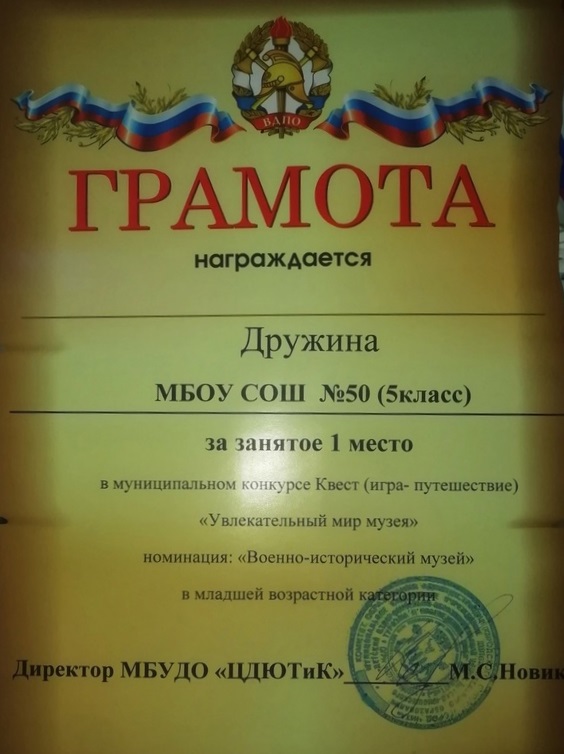 ВДПО
ГРАМОТА
награждается
Дружина
МБОУ СОШ №50 (5класс)
за занятое 1 место
в муниципальном конкурсе Квест (игра- путешествие)
«Увлекательный мир музея»
номинация: «Военно-исторический музей»
в младшей возрастной категории
Директор МБУДО «ЦДЮТиК» М.С.Новик